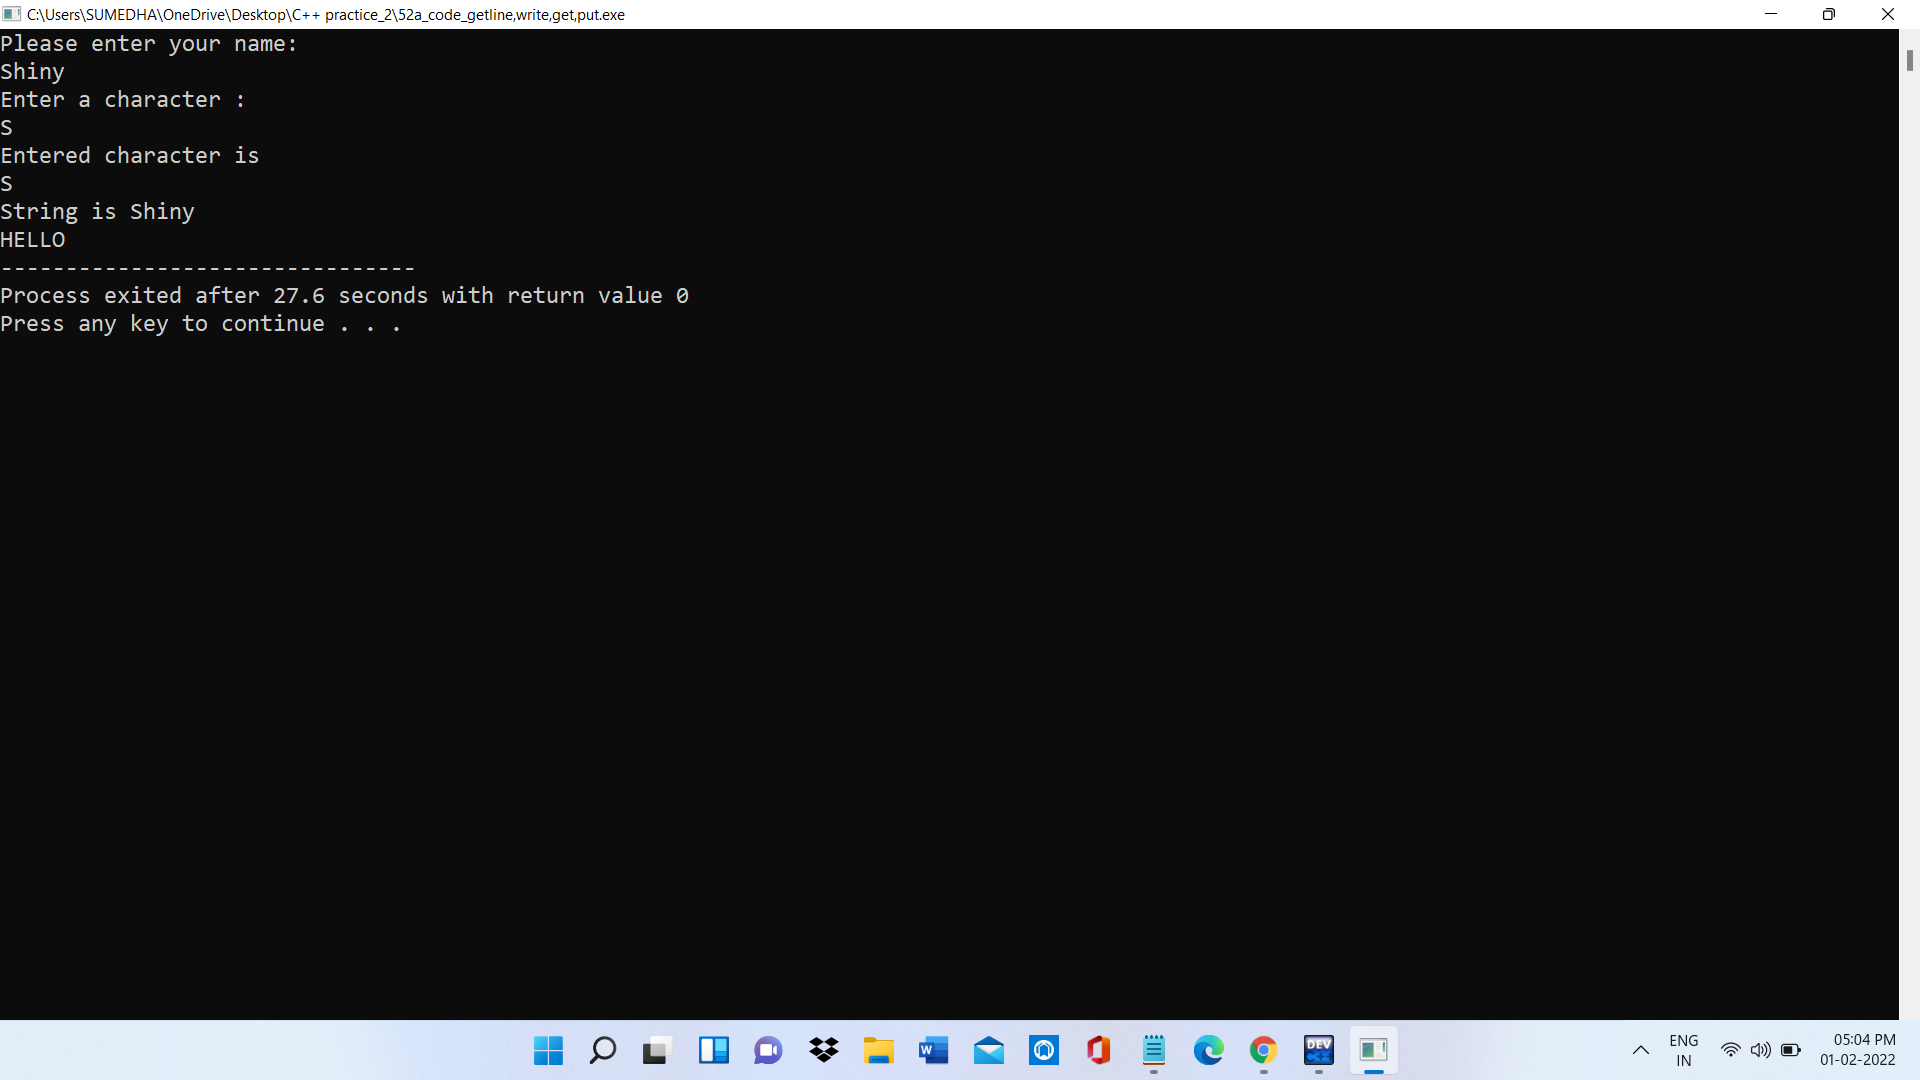 C:\Users\SUMEDHA\OneDrive\Desktop\C++ practice_2\52a_code_getline,write,get,put.exe
Please enter your name:
Shiny
Enter a character :
S
Entered character is
S
String is Shiny
HELLO
--------------------------------
Process exited after 27.6 seconds with return value 0
Press any key to continue . . .
W
DEV
C++
ENG
IN
05:04 PM
01-02-2022